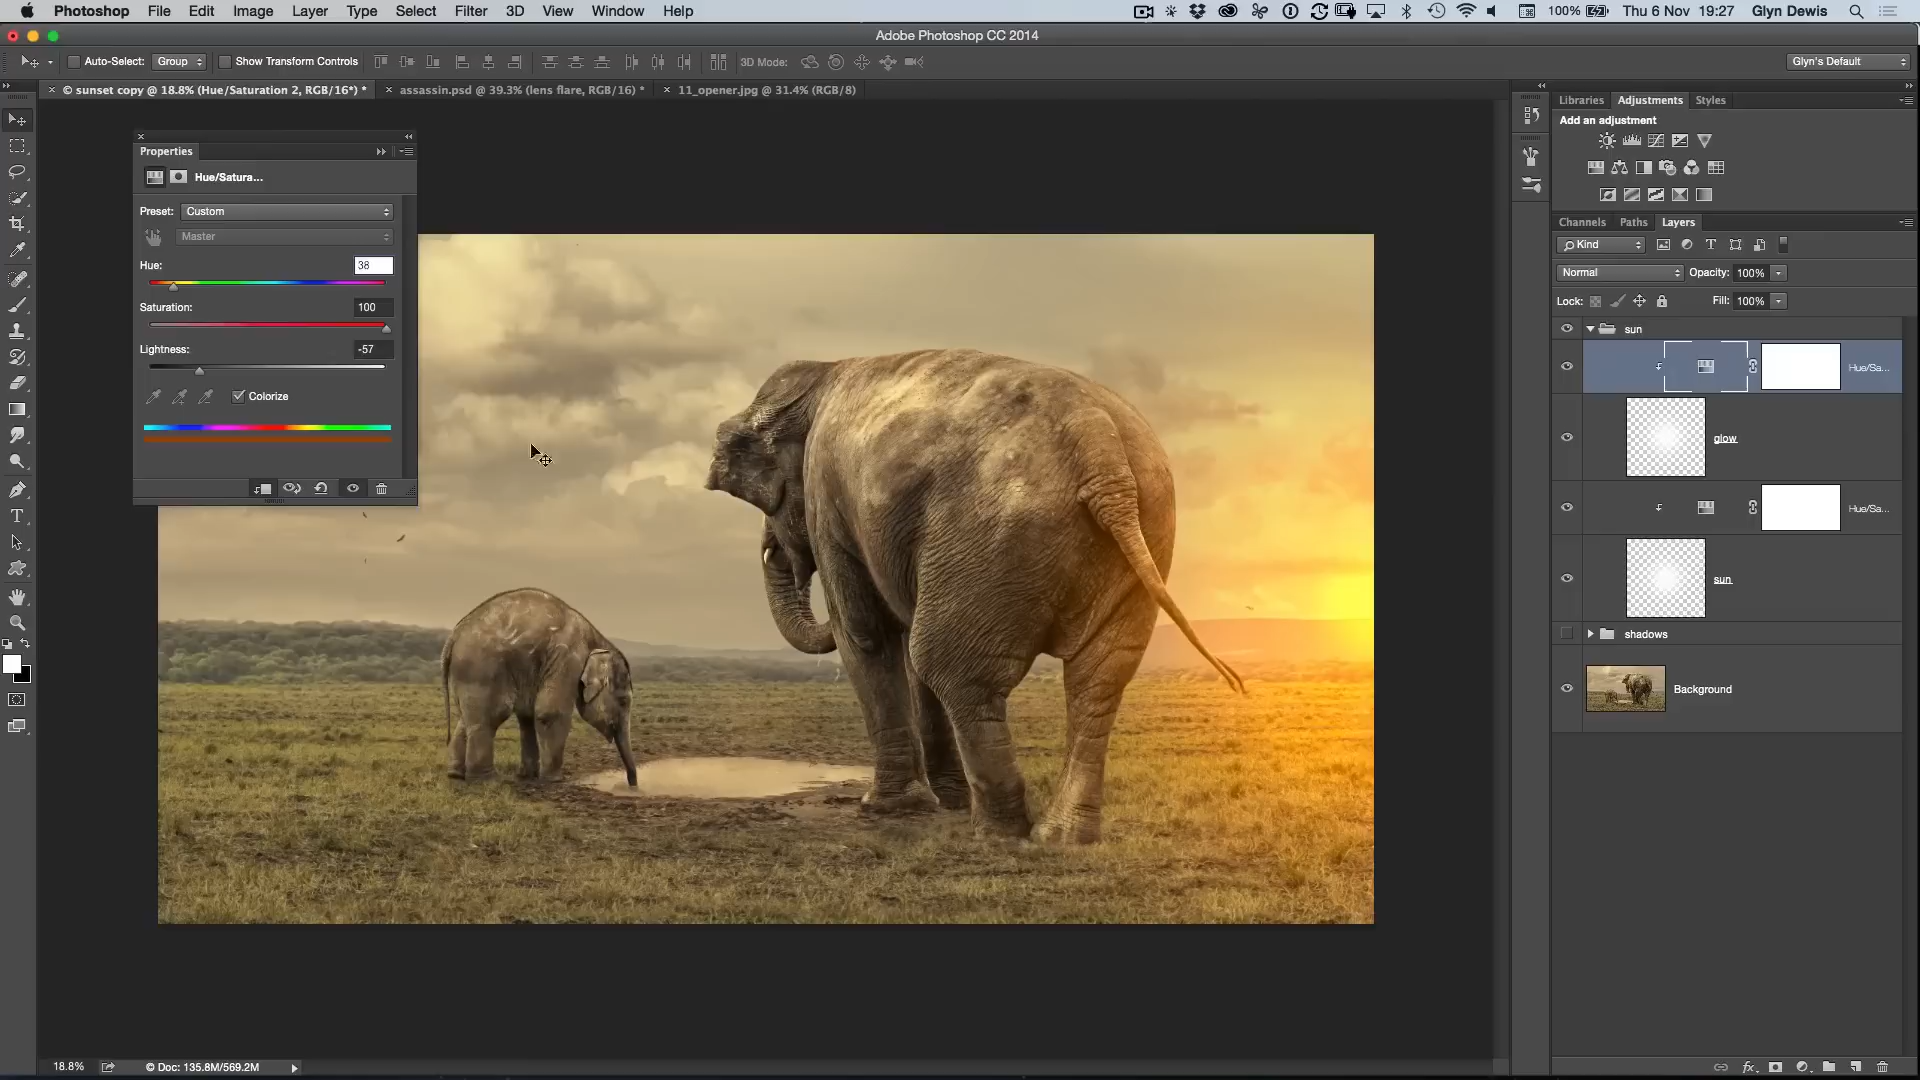 Photoshop File Edit Image Layer Type Select Filter 3D View Window Help 100% Thu 6 Nov 19:27 Glyn Dewis
Adobe Photoshop CC 2014
Auto-Select: Group Show Transform Controls 3D Mode: Glyn's Default
© sunset copy @ 18.8% (Hue/Saturation 2, RGB/16*) * assassin.psd @ 39.3% (lens flare, RGB/16) * 11_opener.jpg @ 31.4% (RGB/8)
Libraries Adjustments Styles
Add an adjustment
Properties
Hue/Satura...
Preset: Custom
Master
Hue: 38
Saturation: 100
Lightness: -57
Colorize
Channels Paths Layers
Kind
Normal Opacity: 100%
Lock: Fill: 100%
sun
Hue/Sa...
glow
Hue/Sa...
sun
shadows
Background
18.8% © Doc: 135.8M/569.2M